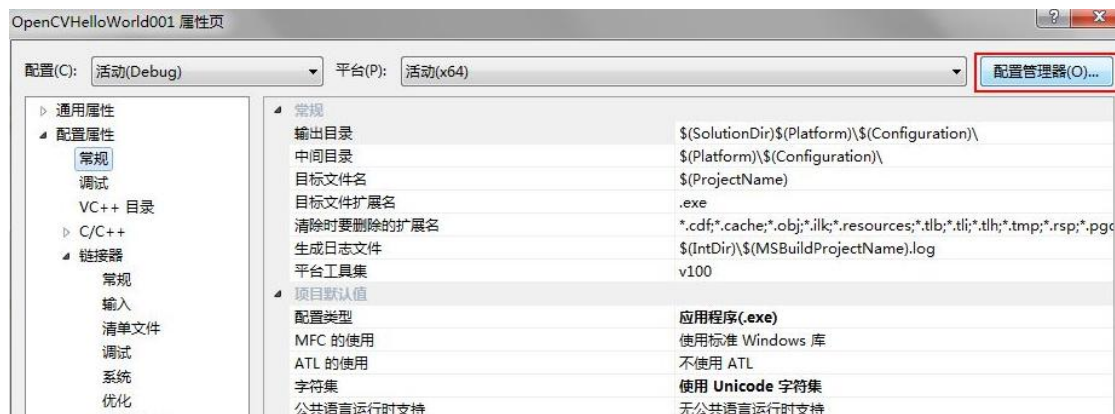 OpenCVHelloWorld001 属性页
配置(C): 活动(Debug) 平台(P): 活动(x64) 配置管理器(O)...
通用属性
配置属性
常规
调试
VC++ 目录
C/C++
链接器
常规
输入
清单文件
调试
系统
优化
常规
输出目录 $(SolutionDir)$(Platform)\$(Configuration)\
中间目录 $(Platform)\$(Configuration)\
目标文件名 $(ProjectName)
目标文件扩展名 .exe
清除时要删除的扩展名 *.cdf;*.cache;*.obj;*.ilk;*.resources;*.tlb;*.tli;*.tlh;*.tmp;*.rsp;*.pgc
生成日志文件 $(IntDir)\$(MSBuildProjectName).log
平台工具集 v100
项目默认值
配置类型 应用程序(.exe)
MFC 的使用 使用标准 Windows 库
ATL 的使用 不使用 ATL
字符集 使用 Unicode 字符集
公共语言运行时支持 无公共语言运行时支持